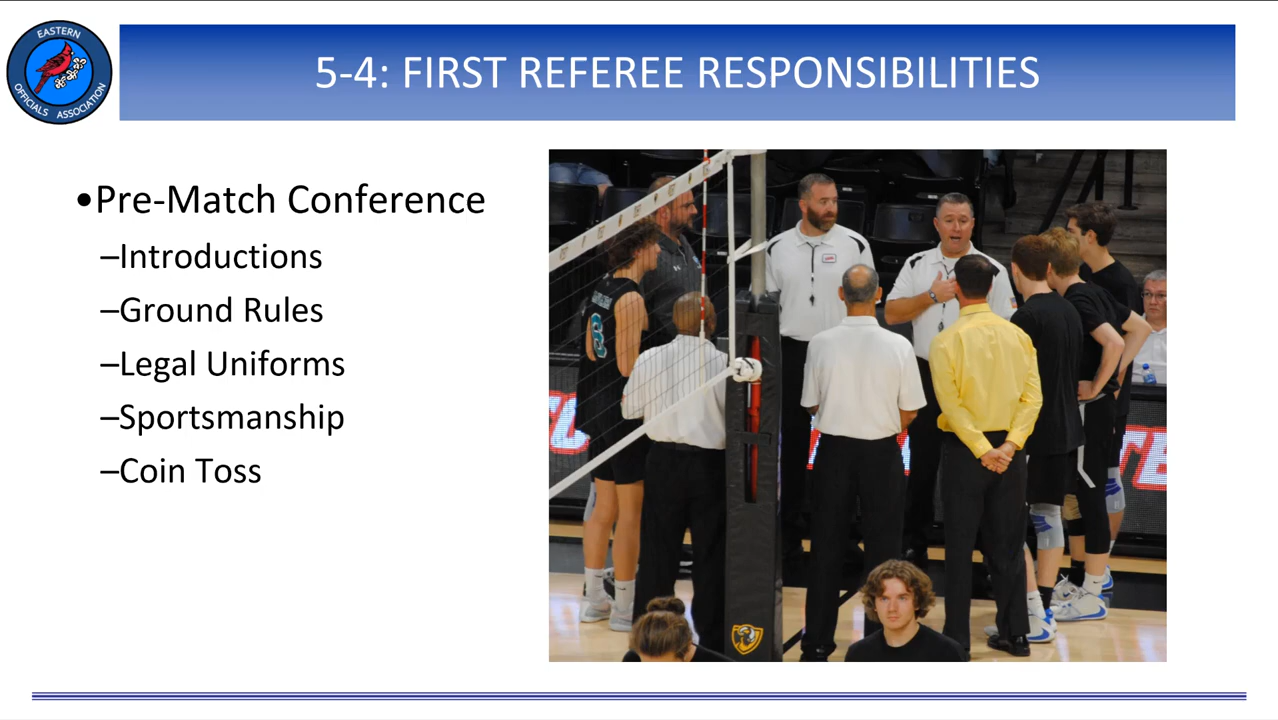 EASTERN
OFFICIALS ASSOCIATION
5-4: FIRST REFEREE RESPONSIBILITIES
•Pre-Match Conference
–Introductions
–Ground Rules
–Legal Uniforms
–Sportsmanship
–Coin Toss
8